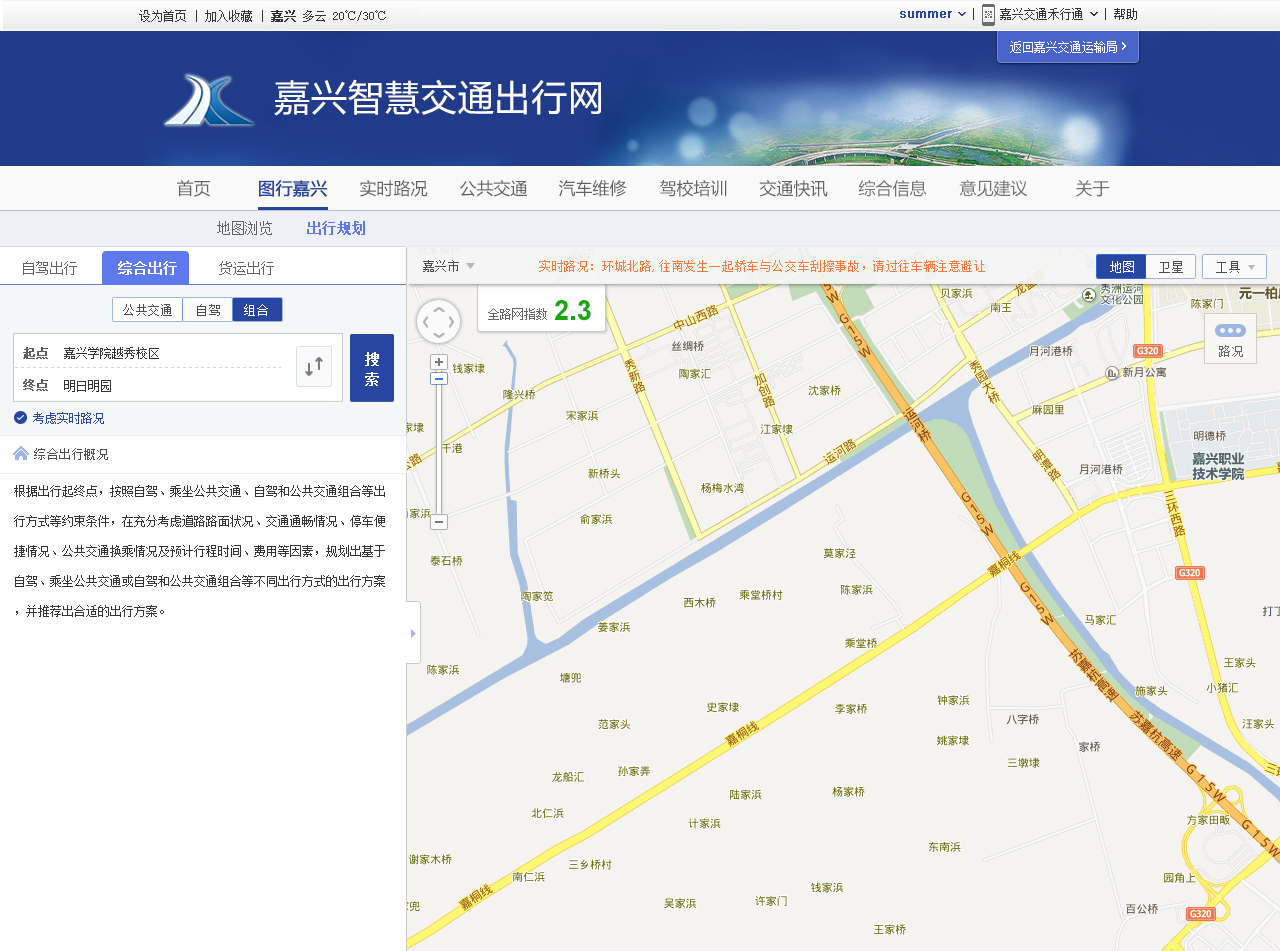 设为首页 | 加入收藏 | 嘉兴 多云 20℃/30℃
summer | 嘉兴交通禾行通 | 帮助
返回嘉兴交通运输局
嘉兴智慧交通出行网
首页 图行嘉兴 实时路况 公共交通 汽车维修 驾校培训 交通快讯 综合信息 意见建议 关于
地图浏览 出行规划
自驾出行 综合出行 货运出行
公共交通 自驾 组合
起点 嘉兴学院越秀校区
终点 明日明园
搜索
考虑实时路况
综合出行概况
根据出行起终点，按照自驾、乘坐公共交通、自驾和公共交通组合等出
行方式等约束条件，在充分考虑道路路面状况、交通通畅情况、停车便
捷情况、公共交通换乘情况及预计行程时间、费用等因素，规划出基于
自驾、乘坐公共交通或自驾和公共交通组合等不同出行方式的出行方案
，并推荐出合适的出行方案。
嘉兴市
实时路况：环城北路, 往南发生一起轿车与公交车刮擦事故，请过往车辆注意避让
地图 卫星 工具
全路网指数 2.3
路况
贝家浜
南王
秀洲运河
文化公园
陈家门
元一柏
中山西路
丝绸桥
G15W
月河港桥
G320
新月公寓
钱家埭
秀新路
陶家汇
加创路
沈家桥
秀园大桥
隆兴桥
宋家浜
江家埭
运河桥
麻园里
千港
运河路
明德桥
明潭路
月河港桥
嘉兴职业
技术学院
新桥头
杨梅水湾
G15W
三环西路
俞家浜
泰石桥
莫家泾
嘉桐线
G320
陶家笕
西木桥
乘堂桥村
陈家浜
G15W
打丁
姜家浜
乘堂桥
马家汇
陈家浜
塘兜
苏嘉杭高速
王家头
小猪汇
施家头
范家头
史家埭
李家桥
钟家浜
八字桥
苏嘉杭高速
汪家头
嘉桐线
姚家埭
家桥
龙船汇
孙家弄
三墩埭
G15W
陆家浜
杨家桥
北仁浜
计家浜
方家田畈
G15W
谢家木桥
三乡桥村
东南浜
南仁浜
园角上
嘉桐线
吴家浜
许家门
钱家浜
百公桥
G320
王家桥